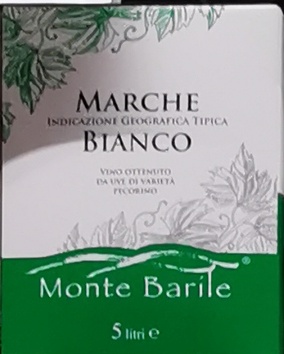 MARCHE
INDICAZIONE GEOGRAFICA TIPICA
BIANCO
VINO OTTENUTO
DA UVE DI VARIETÀ
PECORINO
Monte Barile ®
5 litri e